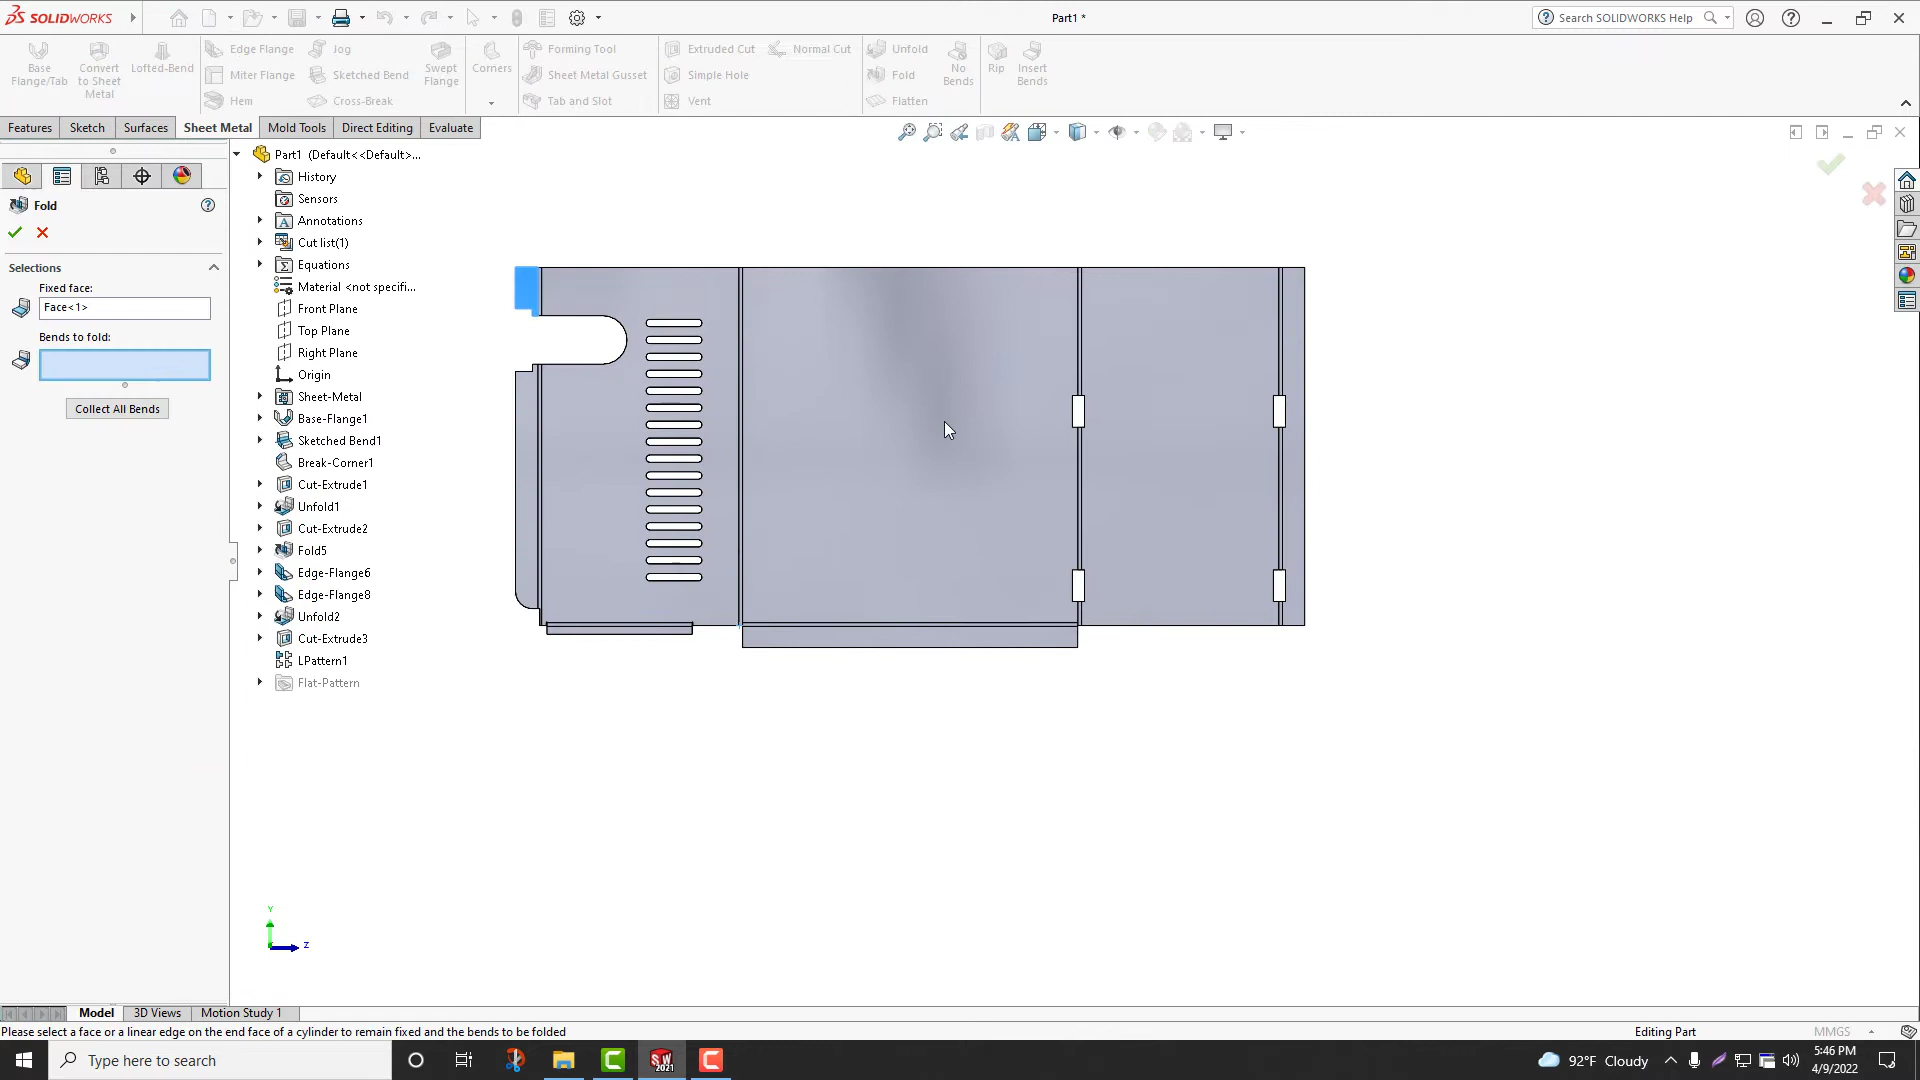 SOLIDWORKS
Part1 *
Search SOLIDWORKS Help
Base Flange/Tab
Convert to Sheet Metal
Lofted-Bend
Edge Flange
Miter Flange
Hem
Jog
Sketched Bend
Cross-Break
Swept Flange
Corners
Forming Tool
Sheet Metal Gusset
Tab and Slot
Extruded Cut
Simple Hole
Vent
Normal Cut
Unfold
Fold
Flatten
No Bends
Rip
Insert Bends
Features
Sketch
Surfaces
Sheet Metal
Mold Tools
Direct Editing
Evaluate
Fold
Selections
Fixed face:
Face<1>
Bends to fold:
Collect All Bends
Part1 (Default<<Default>...
History
Sensors
Annotations
Cut list(1)
Equations
Material <not specifi...
Front Plane
Top Plane
Right Plane
Origin
Sheet-Metal
Base-Flange1
Sketched Bend1
Break-Corner1
Cut-Extrude1
Unfold1
Cut-Extrude2
Fold5
Edge-Flange6
Edge-Flange8
Unfold2
Cut-Extrude3
LPattern1
Flat-Pattern
Y
Z
Model
3D Views
Motion Study 1
Please select a face or a linear edge on the end face of a cylinder to remain fixed and the bends to be folded
Editing Part
MMGS
Type here to search
SW
2021
92°F Cloudy
5:46 PM
4/9/2022